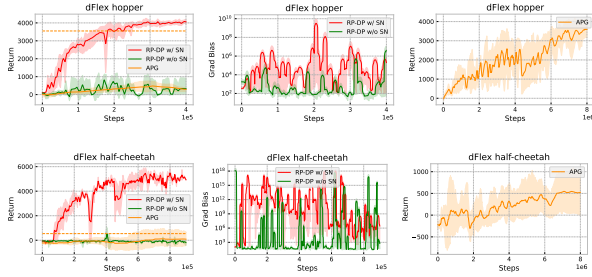 dFlex hopper
Return
4000
3000
2000
1000
0
RP-DP w/ SN
RP-DP w/o SN
APG
0
1
2
3
4
1e5
Steps
dFlex hopper
Grad Bias
10^10
10^8
10^6
10^4
10^2
RP-DP w/ SN
RP-DP w/o SN
0
1
2
3
4
1e5
Steps
dFlex hopper
Return
4000
3000
2000
1000
0
APG
0
2
4
6
8
1e5
Steps
dFlex half-cheetah
Return
6000
4000
2000
0
RP-DP w/ SN
RP-DP w/o SN
APG
0
2
4
6
8
1e5
Steps
dFlex half-cheetah
Grad Bias
10^18
10^15
10^12
10^9
10^6
10^3
RP-DP w/ SN
RP-DP w/o SN
0
2
4
6
8
1e5
Steps
dFlex half-cheetah
Return
1000
500
0
−500
APG
0
2
4
6
8
1e6
Steps